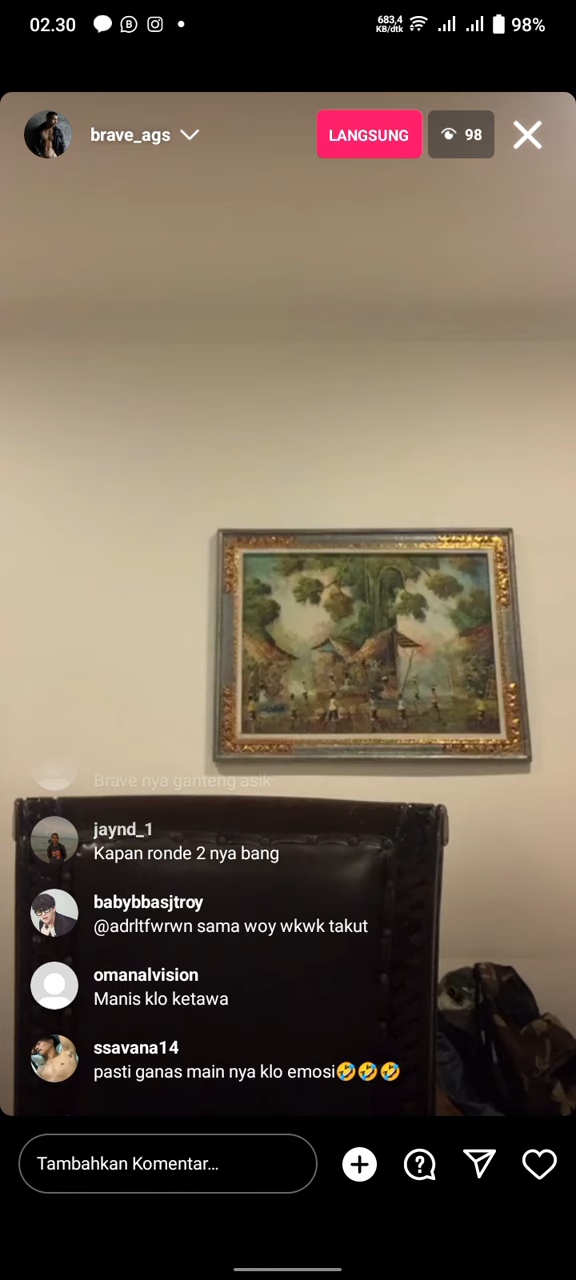 02.30
683,4
KB/dtk
98%
brave_ags
LANGSUNG
98
Brave nya ganteng asik
jaynd_1
Kapan ronde 2 nya bang
babybbasjtroy
@adrltfwrwn sama woy wkwk takut
omanalvision
Manis klo ketawa
ssavana14
pasti ganas main nya klo emosi🤣🤣🤣
Tambahkan Komentar...